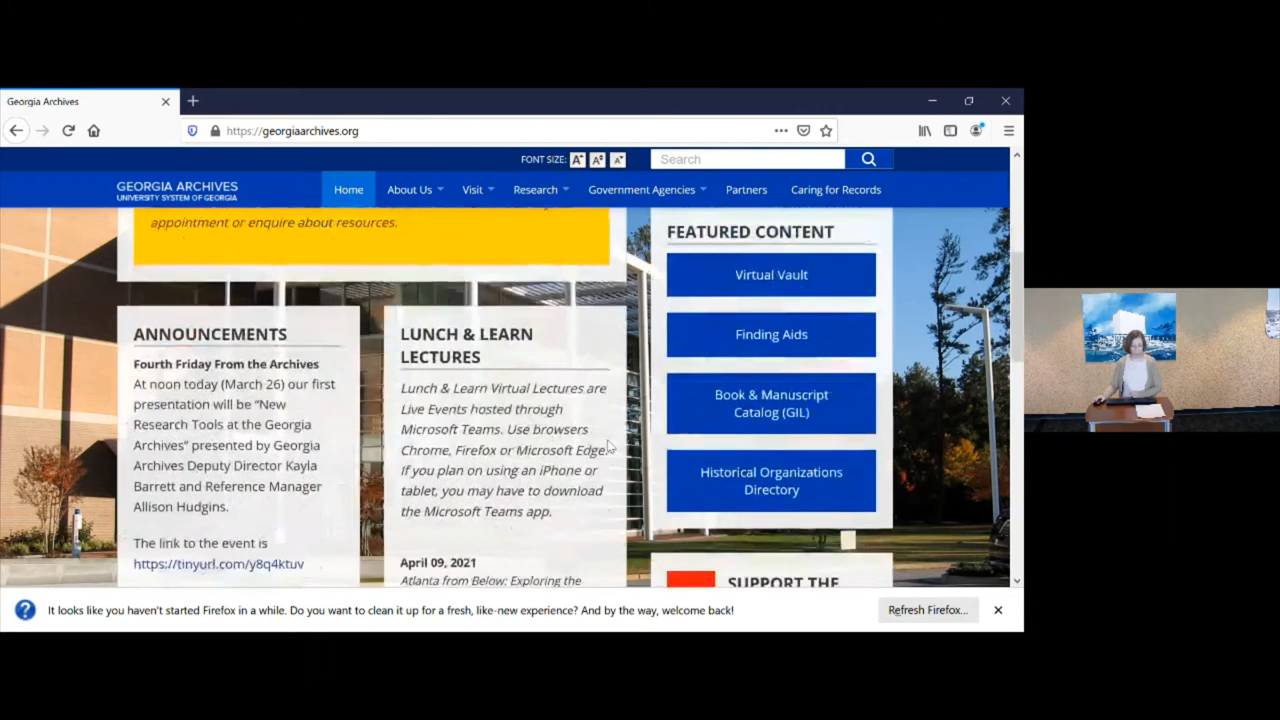 Georgia Archives
https://georgiaarchives.org
FONT SIZE:
Search
GEORGIA ARCHIVES
UNIVERSITY SYSTEM OF GEORGIA
Home
About Us
Visit
Research
Government Agencies
Partners
Caring for Records
appointment or enquire about resources.
ANNOUNCEMENTS
Fourth Friday From the Archives
At noon today (March 26) our first
presentation will be “New
Research Tools at the Georgia
Archives” presented by Georgia
Archives Deputy Director Kayla
Barrett and Reference Manager
Allison Hudgins.
The link to the event is
https://tinyurl.com/y8q4ktuv
LUNCH & LEARN
LECTURES
Lunch & Learn Virtual Lectures are
Live Events hosted through
Microsoft Teams. Use browsers
Chrome, Firefox or Microsoft Edge.
If you plan on using an iPhone or
tablet, you may have to download
the Microsoft Teams app.
April 09, 2021
Atlanta from Below: Exploring the
FEATURED CONTENT
Virtual Vault
Finding Aids
Book & Manuscript
Catalog (GIL)
Historical Organizations
Directory
SUPPORT THE
It looks like you haven't started Firefox in a while. Do you want to clean it up for a fresh, like-new experience? And by the way, welcome back!
Refresh Firefox...